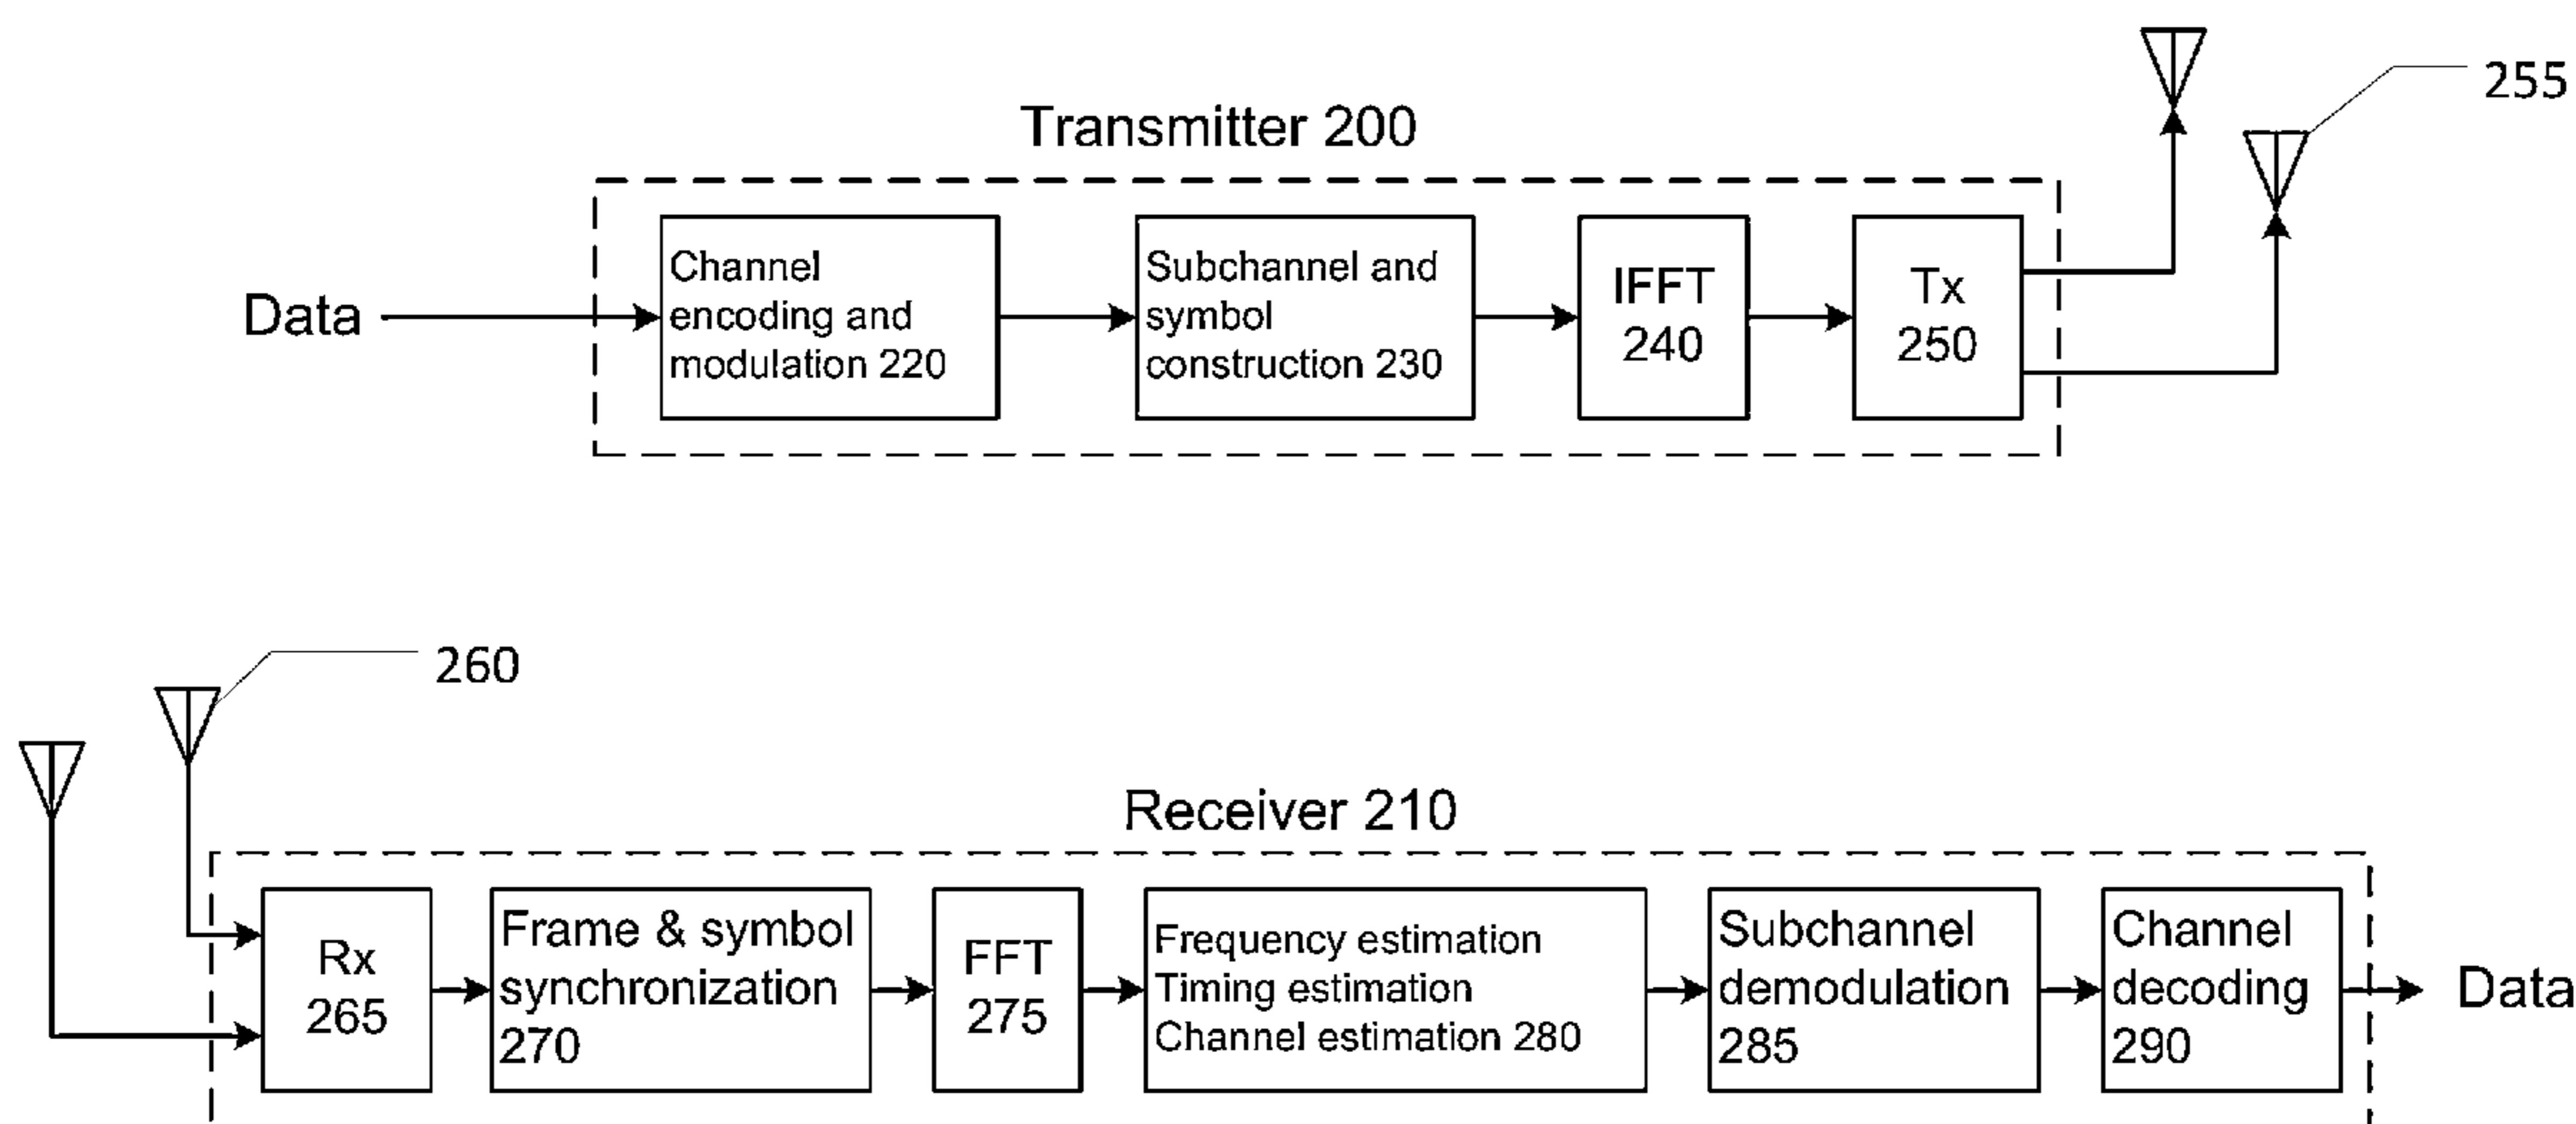 255
Transmitter 200
Data
Channel
encoding and
modulation 220
Subchannel and
symbol
construction 230
IFFT
240
Tx
250
260
Receiver 210
Rx
265
Frame & symbol
synchronization
270
FFT
275
Frequency estimation
Timing estimation
Channel estimation 280
Subchannel
demodulation
285
Channel
decoding
290
Data